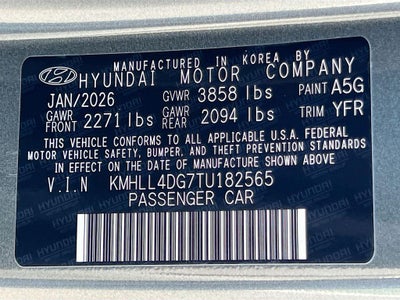 MANUFACTURED IN KOREA BY
HYUNDAI MOTOR COMPANY
JAN/2026 GVWR 3858 lbs PAINT A5G
GAWR FRONT 2271 lbs GAWR REAR 2094 lbs TRIM YFR
THIS VEHICLE CONFORMS TO ALL APPLICABLE U.S.A. FEDERAL
MOTOR VEHICLE SAFETY, BUMPER, AND THEFT PREVENTION STANDARDS
IN EFFECT ON THE DATE OF MANUFACTURE SHOWN ABOVE.
V.I.N KMHLL4DG7TU182565
PASSENGER CAR